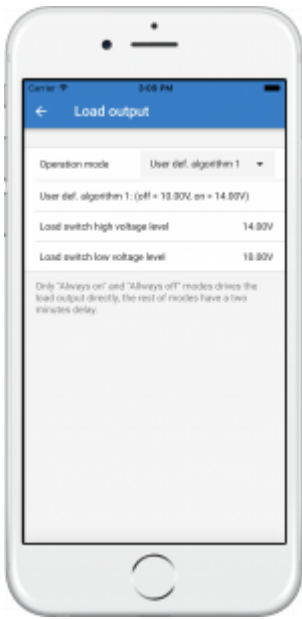 Carrier 3:08 PM
← Load output
Operation mode User def. algorithm 1
User def. algorithm 1: (off = 10.00V, on = 14.00V)
Load switch high voltage level 14.00V
Load switch low voltage level 10.00V
Only "Always on" and "Allways off" modes drives the
load output directly, the rest of modes have a two
minutes delay.